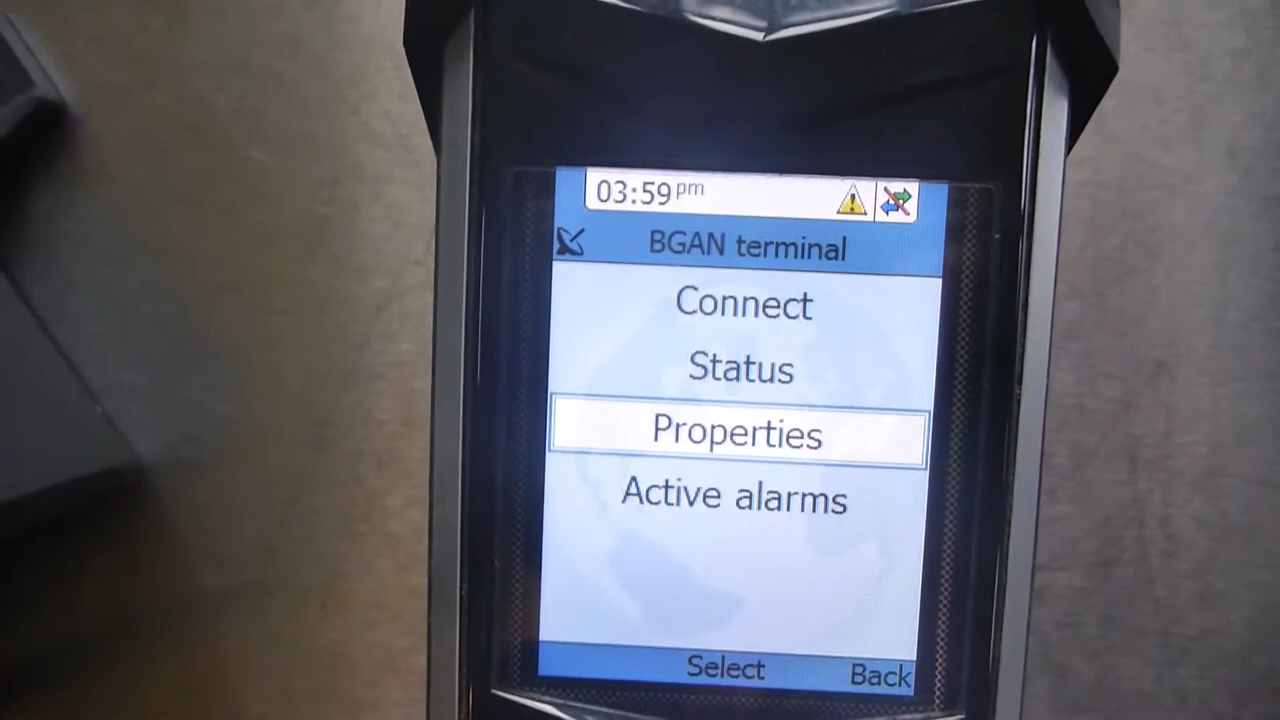 03:59 pm
BGAN terminal
Connect
Status
Properties
Active alarms
Select Back